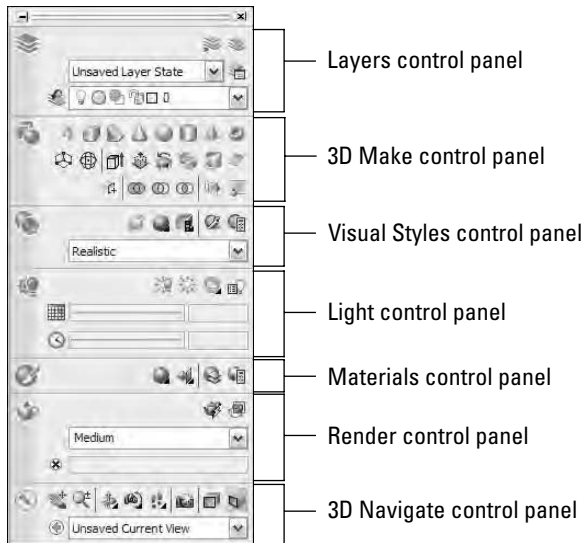 Unsaved Layer State
Layers control panel
0
3D Make control panel
Visual Styles control panel
Realistic
Light control panel
Materials control panel
Render control panel
Medium
3D Navigate control panel
Unsaved Current View